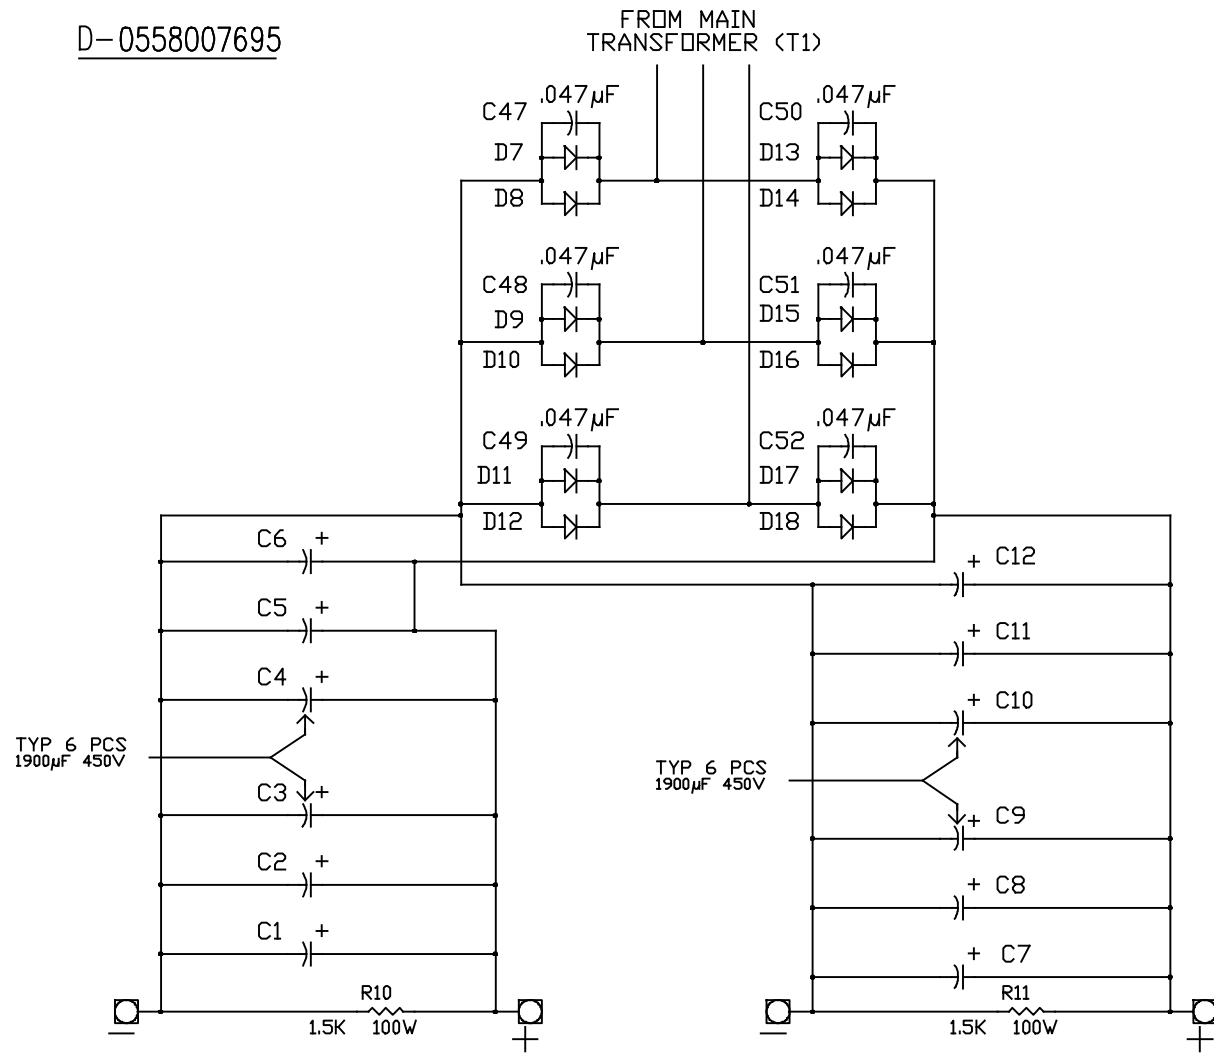 D-0558007695
FROM MAIN
TRANSFORMER (T1)
C47 .047µF
D7
D8
C50 .047µF
D13
D14
C48 .047µF
D9
D10
C51 .047µF
D15
D16
C49 .047µF
D11
D12
C52 .047µF
D17
D18
C6 +
C5 +
C4 +
TYP 6 PCS
1900µF 450V
C3 +
C2 +
C1 +
R10
1.5K 100W
− +
+ C12
+ C11
+ C10
TYP 6 PCS
1900µF 450V
+ C9
+ C8
+ C7
R11
1.5K 100W
− +